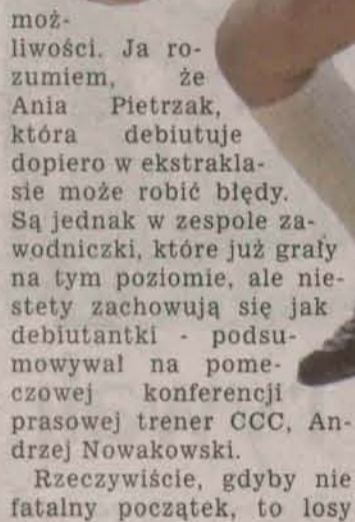 moż-
liwości. Ja ro-
zumiem, że
Ania Pietrzak,
która debiutuje
dopiero w ekstrakla-
sie może robić błędy.
Są jednak w zespole za-
wodniczki, które już grały
na tym poziomie, ale nie-
stety zachowują się jak
debiutantki - podsu-
mowywał na pome-
czowej konferencji
prasowej trener CCC, An-
drzej Nowakowski.
Rzeczywiście, gdyby nie
fatalny początek, to losy